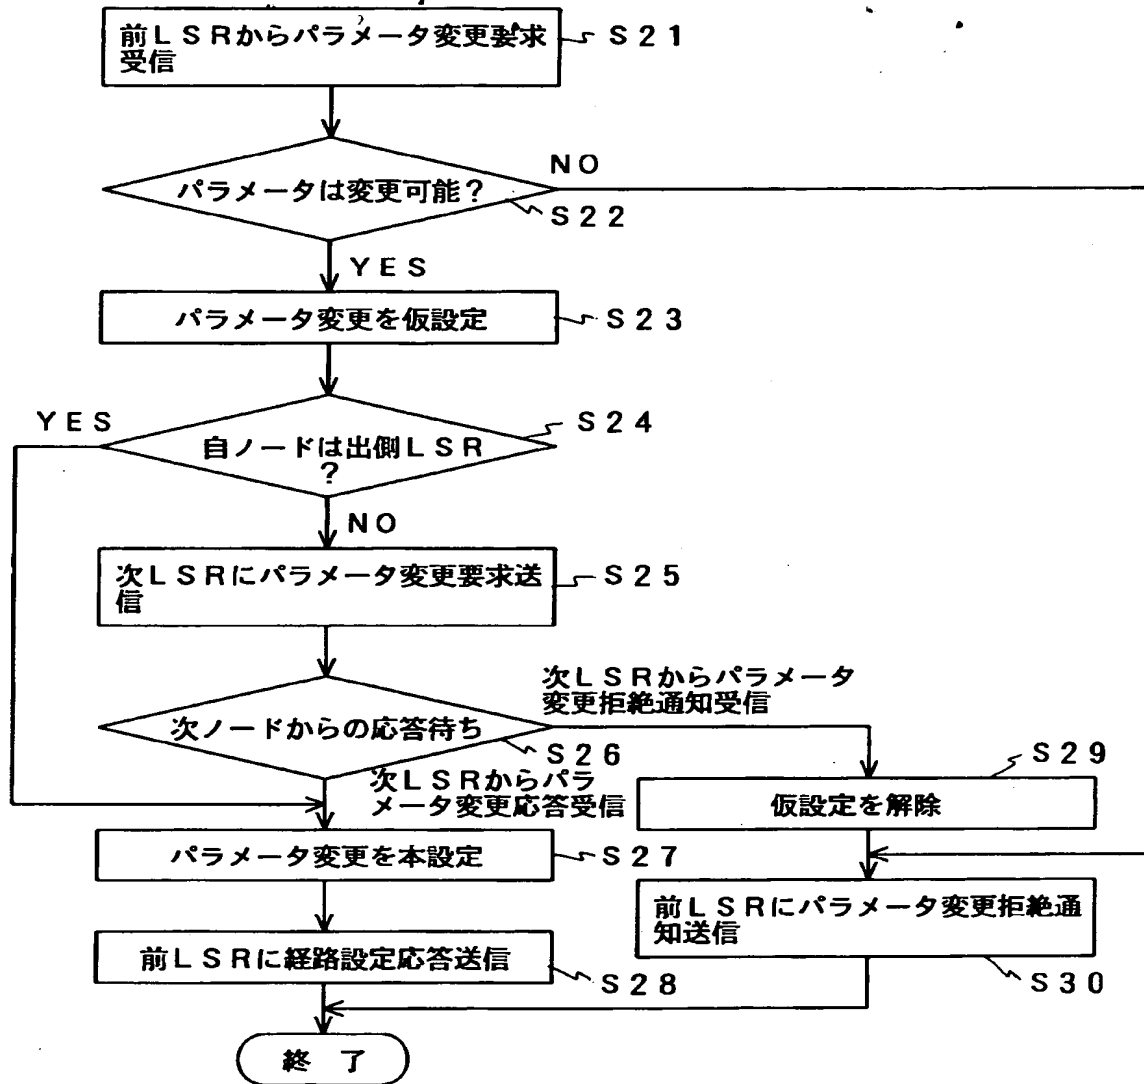 前LSRからパラメータ変更要求
受信
S21
NO
パラメータは変更可能?
S22
YES
パラメータ変更を仮設定
S23
YES
S24
自ノードは出側LSR
?
NO
次LSRにパラメータ変更要求送
信
S25
次LSRからパラメータ
変更拒絶通知受信
次ノードからの応答待ち
S26
S29
次LSRからパラ
メータ変更応答受信
仮設定を解除
パラメータ変更を本設定
S27
前LSRにパラメータ変更拒絶通
知送信
前LSRに経路設定応答送信
S28
S30
終 了